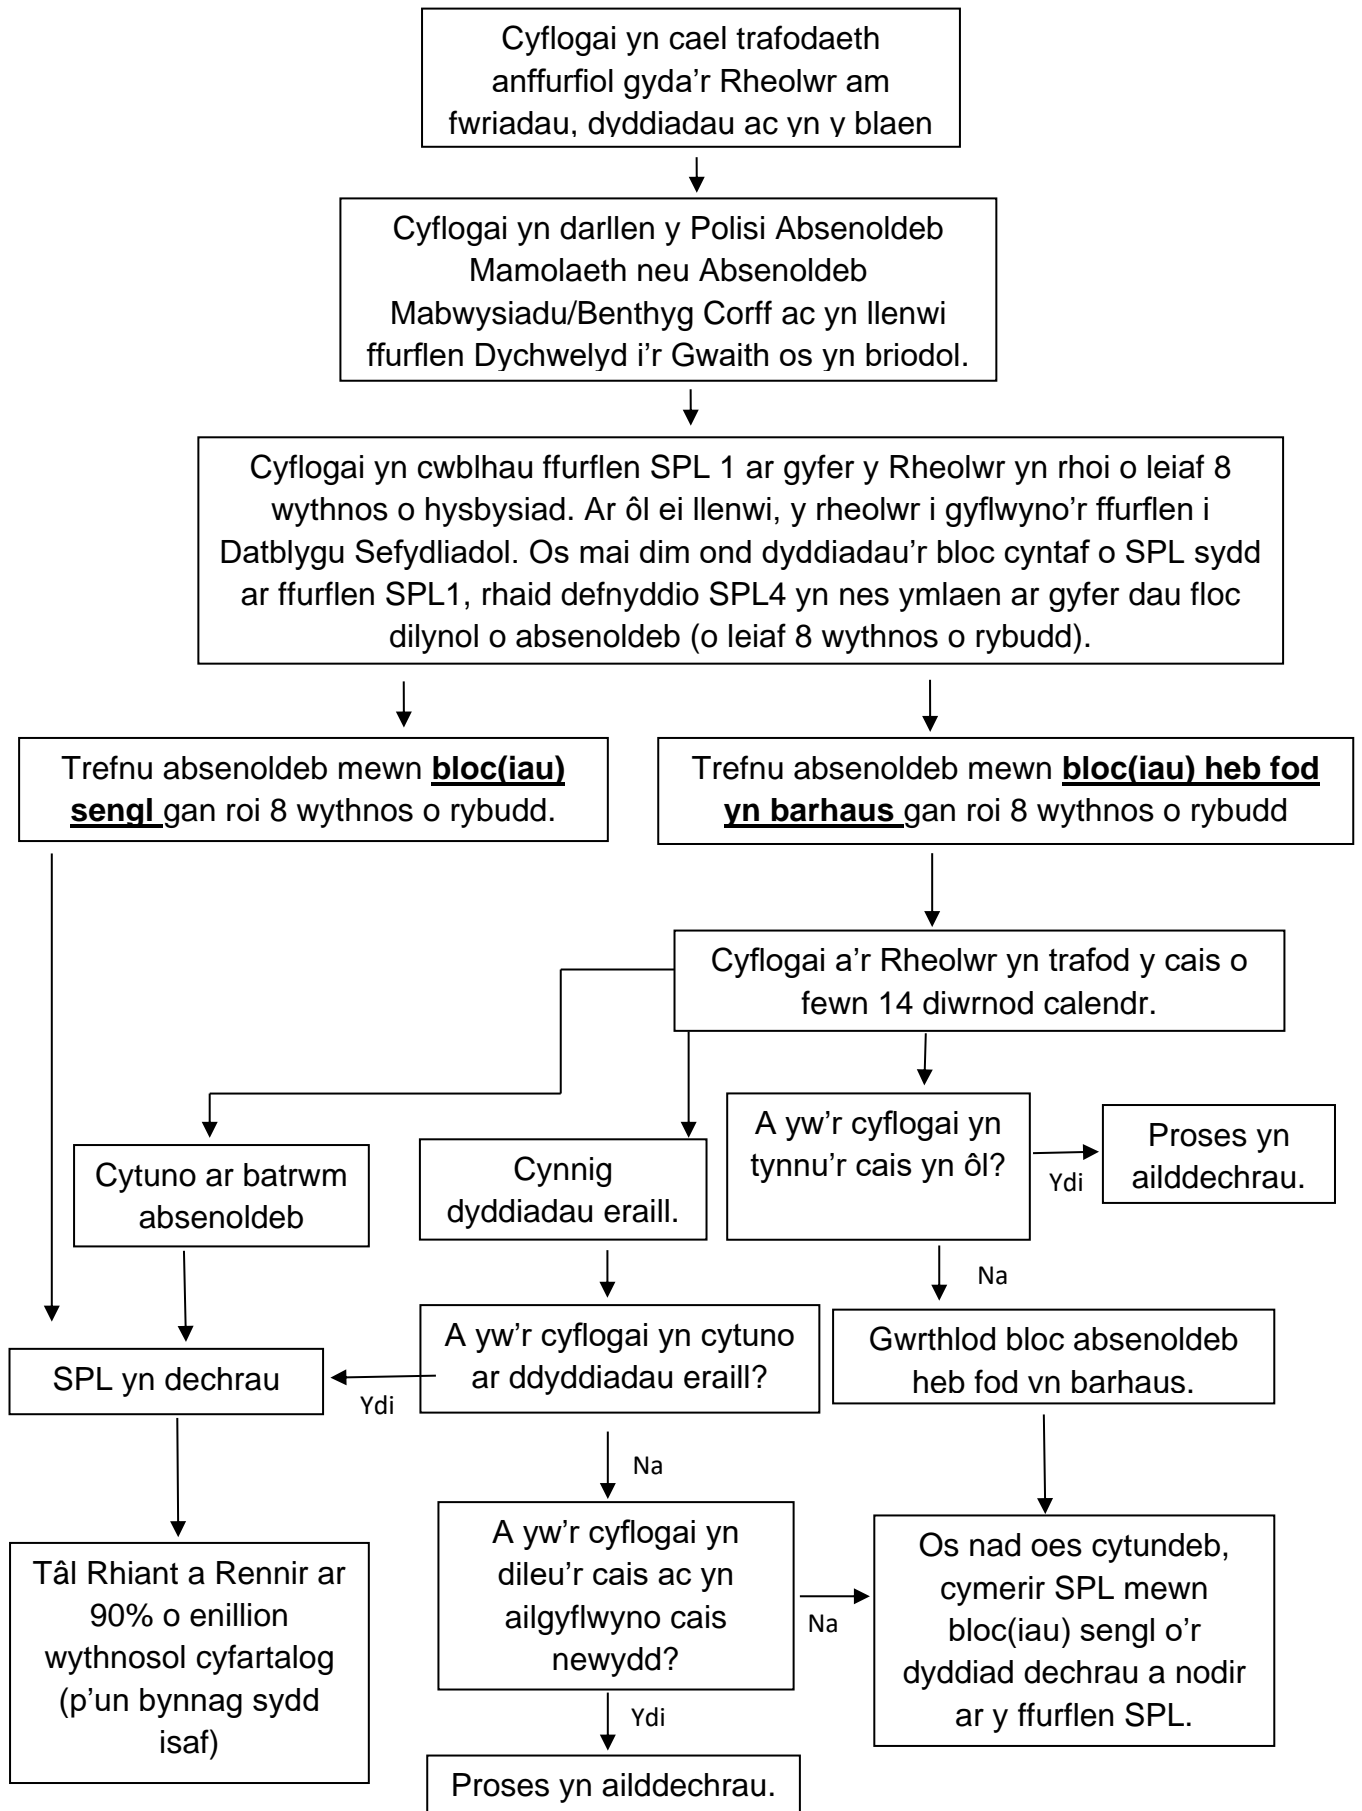 Cyflogai yn cael trafodaeth
anffurfiol gyda'r Rheolwr am
fwriadau, dyddiadau ac yn y blaen
Cyflogai yn darllen y Polisi Absenoldeb
Mamolaeth neu Absenoldeb
Mabwysiadu/Benthyg Corff ac yn llenwi
ffurflen Dychwelyd i'r Gwaith os yn briodol.
Cyflogai yn cwblhau ffurflen SPL 1 ar gyfer y Rheolwr yn rhoi o leiaf 8
wythnos o hysbysiad. Ar ôl ei llenwi, y rheolwr i gyflwyno'r ffurflen i
Datblygu Sefydliadol. Os mai dim ond dyddiadau'r bloc cyntaf o SPL sydd
ar ffurflen SPL1, rhaid defnyddio SPL4 yn nes ymlaen ar gyfer dau floc
dilynol o absenoldeb (o leiaf 8 wythnos o rybudd).
Trefnu absenoldeb mewn bloc(iau)
sengl gan roi 8 wythnos o rybudd.
Trefnu absenoldeb mewn bloc(iau) heb fod
yn barhaus gan roi 8 wythnos o rybudd
Cyflogai a'r Rheolwr yn trafod y cais o
fewn 14 diwrnod calendr.
Cytuno ar batrwm
absenoldeb
Cynnig
dyddiadau eraill.
A yw'r cyflogai yn
tynnu'r cais yn ôl?
Ydi
Proses yn
ailddechrau.
Na
SPL yn dechrau
Ydi
A yw'r cyflogai yn cytuno
ar ddyddiadau eraill?
Gwrthlod bloc absenoldeb
heb fod yn barhaus.
Na
Tâl Rhiant a Rennir ar
90% o enillion
wythnosol cyfartalog
(p'un bynnag sydd
isaf)
A yw'r cyflogai yn
dileu'r cais ac yn
ailgyflwyno cais
newydd?
Na
Os nad oes cytundeb,
cymerir SPL mewn
bloc(iau) sengl o'r
dyddiad dechrau a nodir
ar y ffurflen SPL.
Ydi
Proses yn ailddechrau.